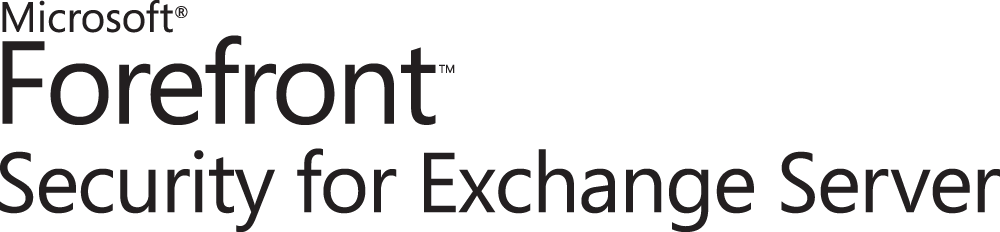 Microsoft®
Forefront™
Security for Exchange Server